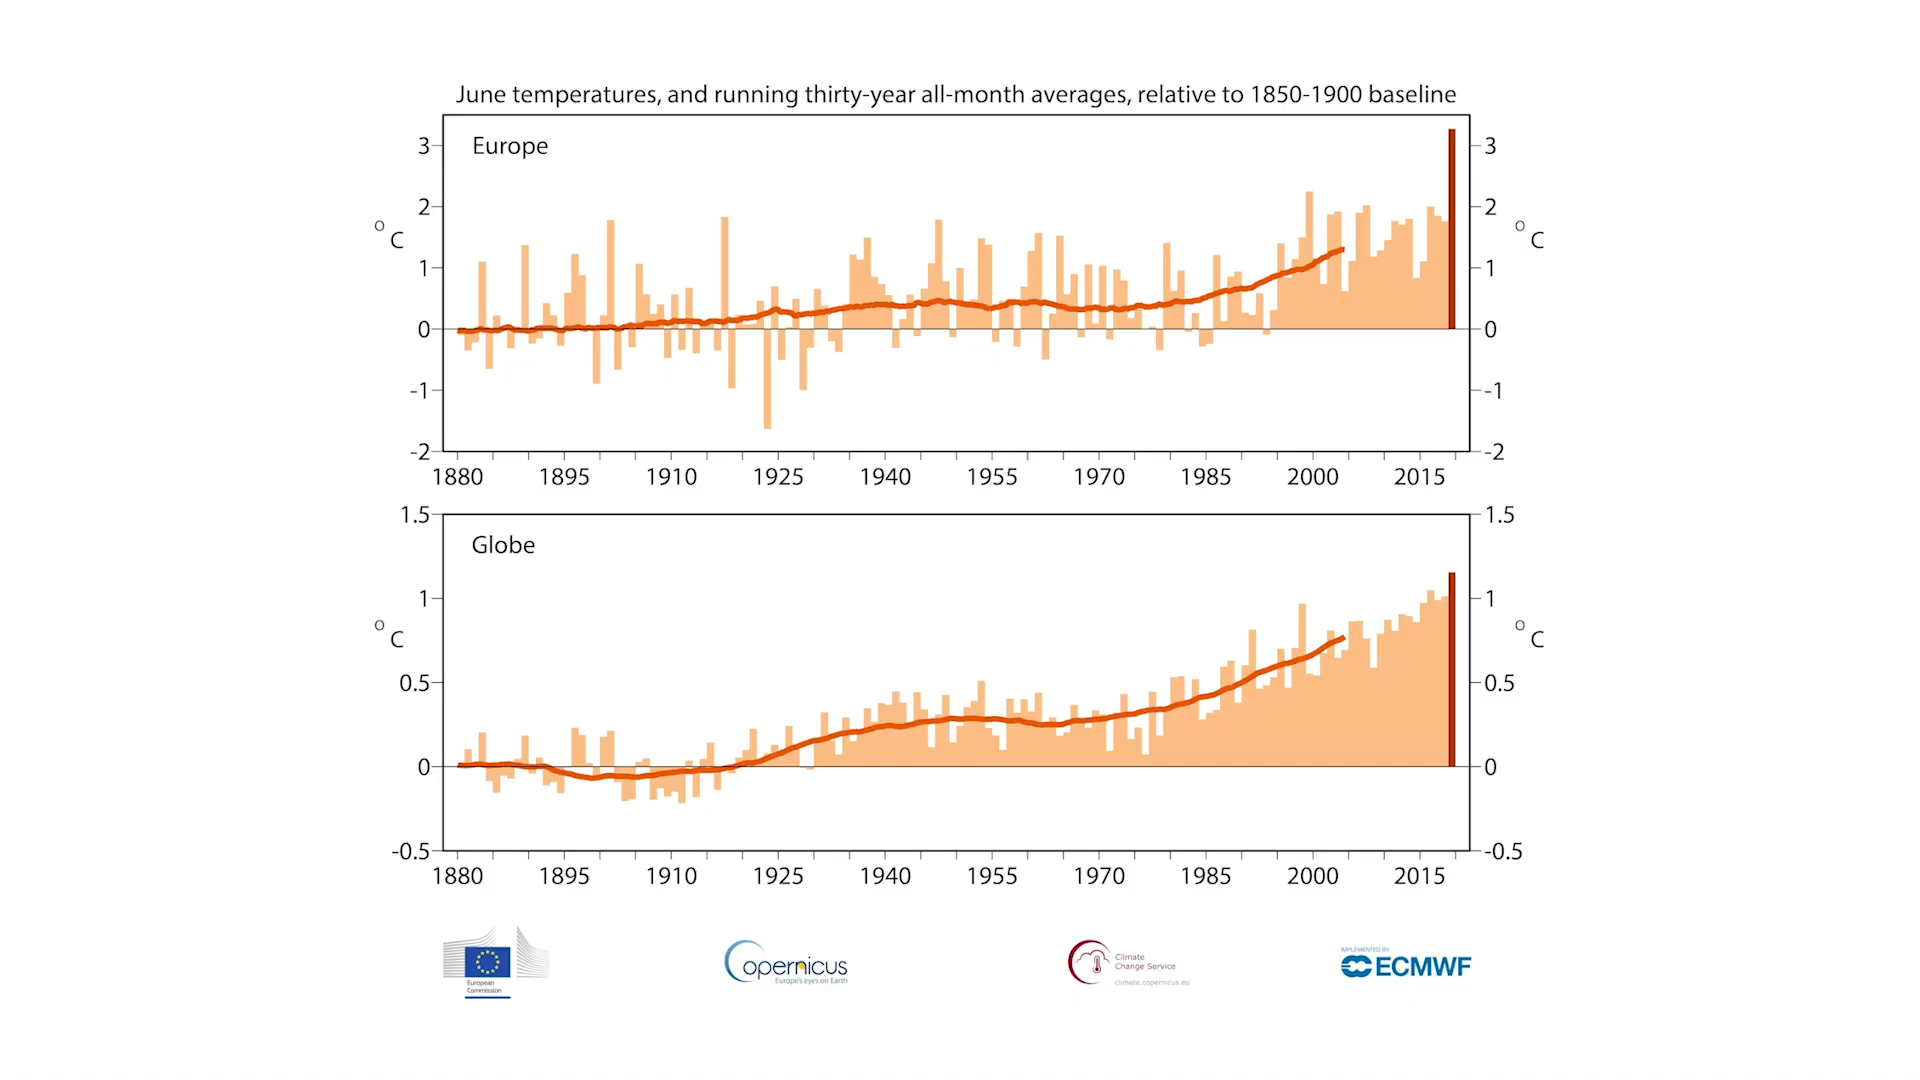 June temperatures, and running thirty-year all-month averages, relative to 1850-1900 baseline
Europe
3 3
2 2
°C °C
1 1
0 0
-1 -1
-2 -2
1880 1895 1910 1925 1940 1955 1970 1985 2000 2015
1.5 1.5
Globe
1 1
°C °C
0.5 0.5
0 0
-0.5 -0.5
1880 1895 1910 1925 1940 1955 1970 1985 2000 2015
European
Commission
Copernicus
Europe's eyes on Earth
Climate
Change Service
climate.copernicus.eu
IMPLEMENTED BY
ECMWF